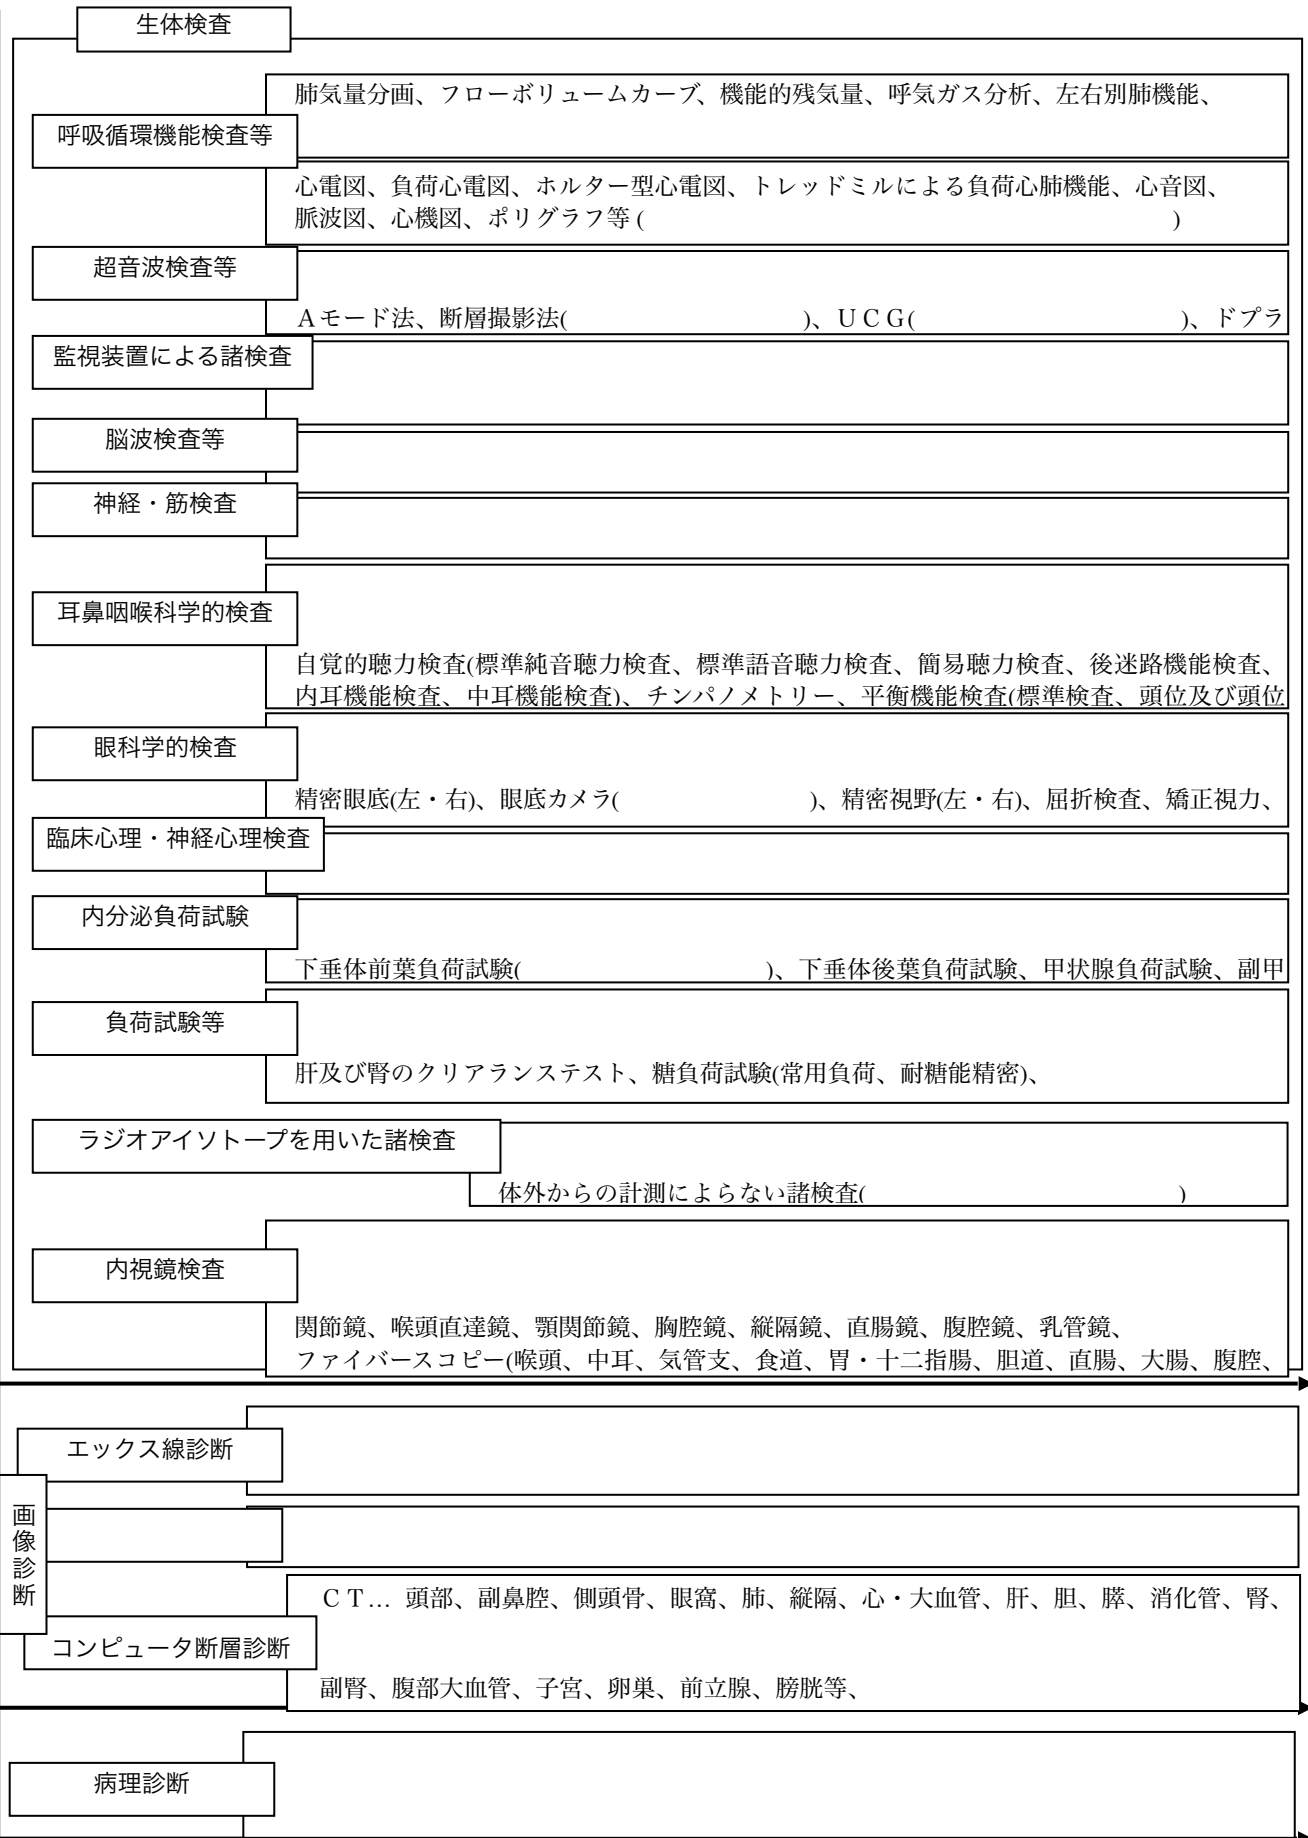 生体検査
肺気量分画、フローボリュームカーブ、機能的残気量、呼気ガス分析、左右別肺機能、
呼吸循環機能検査等
心電図、負荷心電図、ホルター型心電図、トレッドミルによる負荷心肺機能、心音図、
脈波図、心機図、ポリグラフ等 ( )
超音波検査等
Ａモード法、断層撮影法( )、ＵＣＧ( )、ドプラ
監視装置による諸検査
脳波検査等
神経・筋検査
耳鼻咽喉科学的検査
自覚的聴力検査(標準純音聴力検査、標準語音聴力検査、簡易聴力検査、後迷路機能検査、
内耳機能検査、中耳機能検査)、チンパノメトリー、平衡機能検査(標準検査、頭位及び頭位
眼科学的検査
精密眼底(左・右)、眼底カメラ( )、精密視野(左・右)、屈折検査、矯正視力、
臨床心理・神経心理検査
内分泌負荷試験
下垂体前葉負荷試験( )、下垂体後葉負荷試験、甲状腺負荷試験、副甲
負荷試験等
肝及び腎のクリアランステスト、糖負荷試験(常用負荷、耐糖能精密)、
ラジオアイソトープを用いた諸検査
体外からの計測によらない諸検査( )
内視鏡検査
関節鏡、喉頭直達鏡、顎関節鏡、胸腔鏡、縦隔鏡、直腸鏡、腹腔鏡、乳管鏡、
ファイバースコピー(喉頭、中耳、気管支、食道、胃・十二指腸、胆道、直腸、大腸、腹腔、
エックス線診断
画像診断
ＣＴ… 頭部、副鼻腔、側頭骨、眼窩、肺、縦隔、心・大血管、肝、胆、膵、消化管、腎、
コンピュータ断層診断
副腎、腹部大血管、子宮、卵巣、前立腺、膀胱等、
病理診断